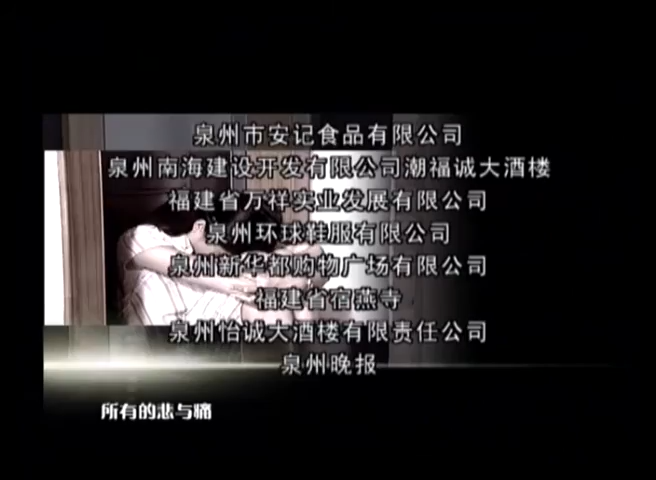 泉州市安记食品有限公司
泉州南海建设开发有限公司潮福诚大酒楼
福建省万祥实业发展有限公司
泉州环球鞋服有限公司
泉州新华都购物广场有限公司
福建省宿燕寺
泉州怡诚大酒楼有限责任公司
泉州晚报
所有的悲与痛